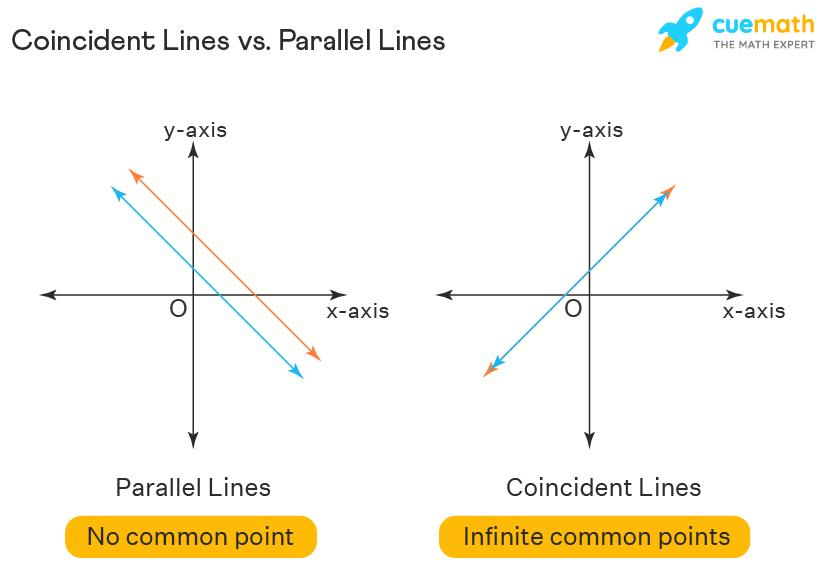 Coincident Lines vs. Parallel Lines
cuemath
THE MATH EXPERT
y-axis
O
x-axis
Parallel Lines
No common point
y-axis
O
x-axis
Coincident Lines
Infinite common points